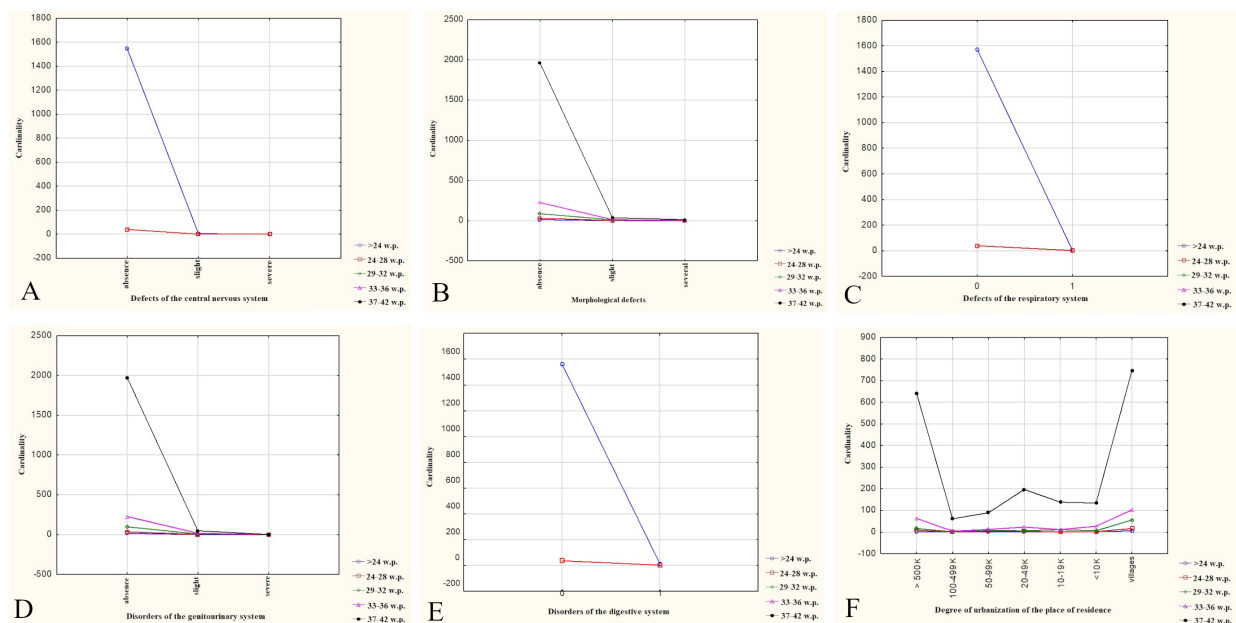 1800
1600
1400
1200
1000
800
600
400
200
0
-200
Cardinality
absence
slight
severe
Defects of the central nervous system
A
>24 w.p.
24-28 w.p.
29-32 w.p.
33-36 w.p.
37-42 w.p.
2500
2000
1500
1000
500
0
-500
Cardinality
absence
slight
several
Morphological defects
B
>24 w.p.
24-28 w.p.
29-32 w.p.
33-36 w.p.
37-42 w.p.
1800
1600
1400
1200
1000
800
600
400
200
0
-200
Cardinality
0 1
Defects of the respiratory system
C
>24 w.p.
24-28 w.p.
29-32 w.p.
33-36 w.p.
37-42 w.p.
2500
2000
1500
1000
500
0
-500
Cardinality
absence
slight
severe
Disorders of the genitourinary system
D
>24 w.p.
24-28 w.p.
29-32 w.p.
33-36 w.p.
37-42 w.p.
1600
1400
1200
1000
800
600
400
200
0
-200
Cardinality
0 1
Disorders of the digestive system
E
>24 w.p.
24-28 w.p.
29-32 w.p.
33-36 w.p.
37-42 w.p.
900
800
700
600
500
400
300
200
100
0
-100
Cardinality
> 500K
100-499K
50-99K
20-49K
10-19K
<10K
villages
Degree of urbanization of the place of residence
F
>24 w.p.
24-28 w.p.
29-32 w.p.
33-36 w.p.
37-42 w.p.